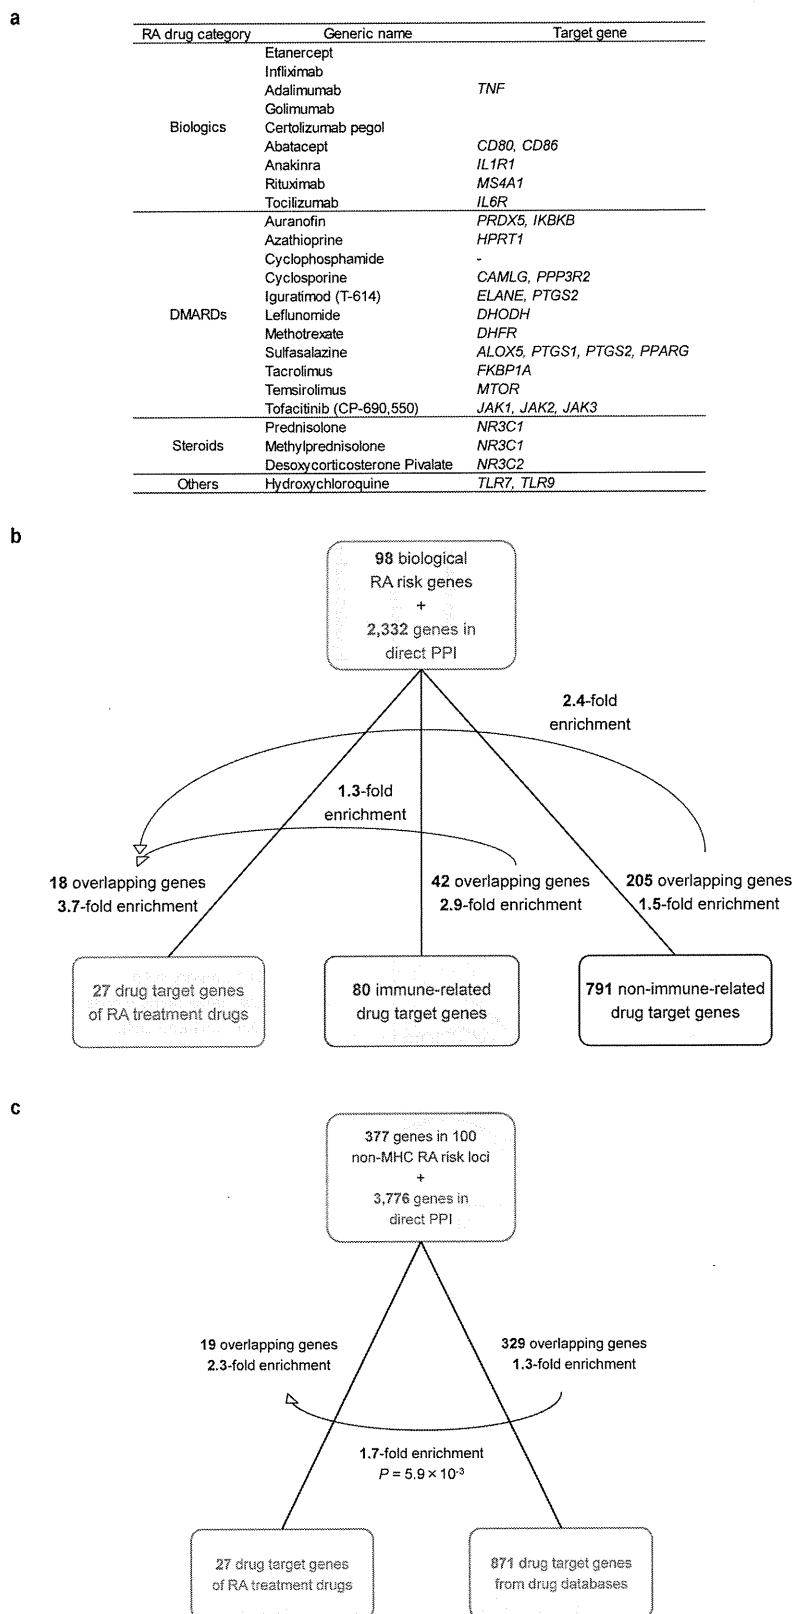 a
RA drug category Generic name Target gene
Etanercept
Infliximab
Adalimumab TNF
Golimumab
Biologics Certolizumab pegol
Abatacept CD80, CD86
Anakinra IL1R1
Rituximab MS4A1
Tocilizumab IL6R
Auranofin PRDX5, IKBKB
Azathioprine HPRT1
Cyclophosphamide -
Cyclosporine CAMLG, PPP3R2
Iguratimod (T-614) ELANE, PTGS2
DMARDs Leflunomide DHODH
Methotrexate DHFR
Sulfasalazine ALOX5, PTGS1, PTGS2, PPARG
Tacrolimus FKBP1A
Temsirolimus MTOR
Tofacitinib (CP-690,550) JAK1, JAK2, JAK3
Prednisolone NR3C1
Steroids Methylprednisolone NR3C1
Desoxycorticosterone Pivalate NR3C2
Others Hydroxychloroquine TLR7, TLR9
b
98 biological
RA risk genes
+
2,332 genes in
direct PPI
2.4-fold
enrichment
1.3-fold
enrichment
18 overlapping genes
3.7-fold enrichment
42 overlapping genes
2.9-fold enrichment
205 overlapping genes
1.5-fold enrichment
27 drug target genes
of RA treatment drugs
80 immune-related
drug target genes
791 non-immune-related
drug target genes
c
377 genes in 100
non-MHC RA risk loci
+
3,776 genes in
direct PPI
19 overlapping genes
2.3-fold enrichment
329 overlapping genes
1.3-fold enrichment
1.7-fold enrichment
P = 5.9 × 10⁻³
27 drug target genes
of RA treatment drugs
871 drug target genes
from drug databases